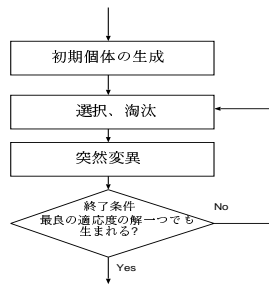 初期個体の生成
選択、淘汰
突然変異
終了条件
最良の適応度の解一つでも
生まれる?
No
Yes